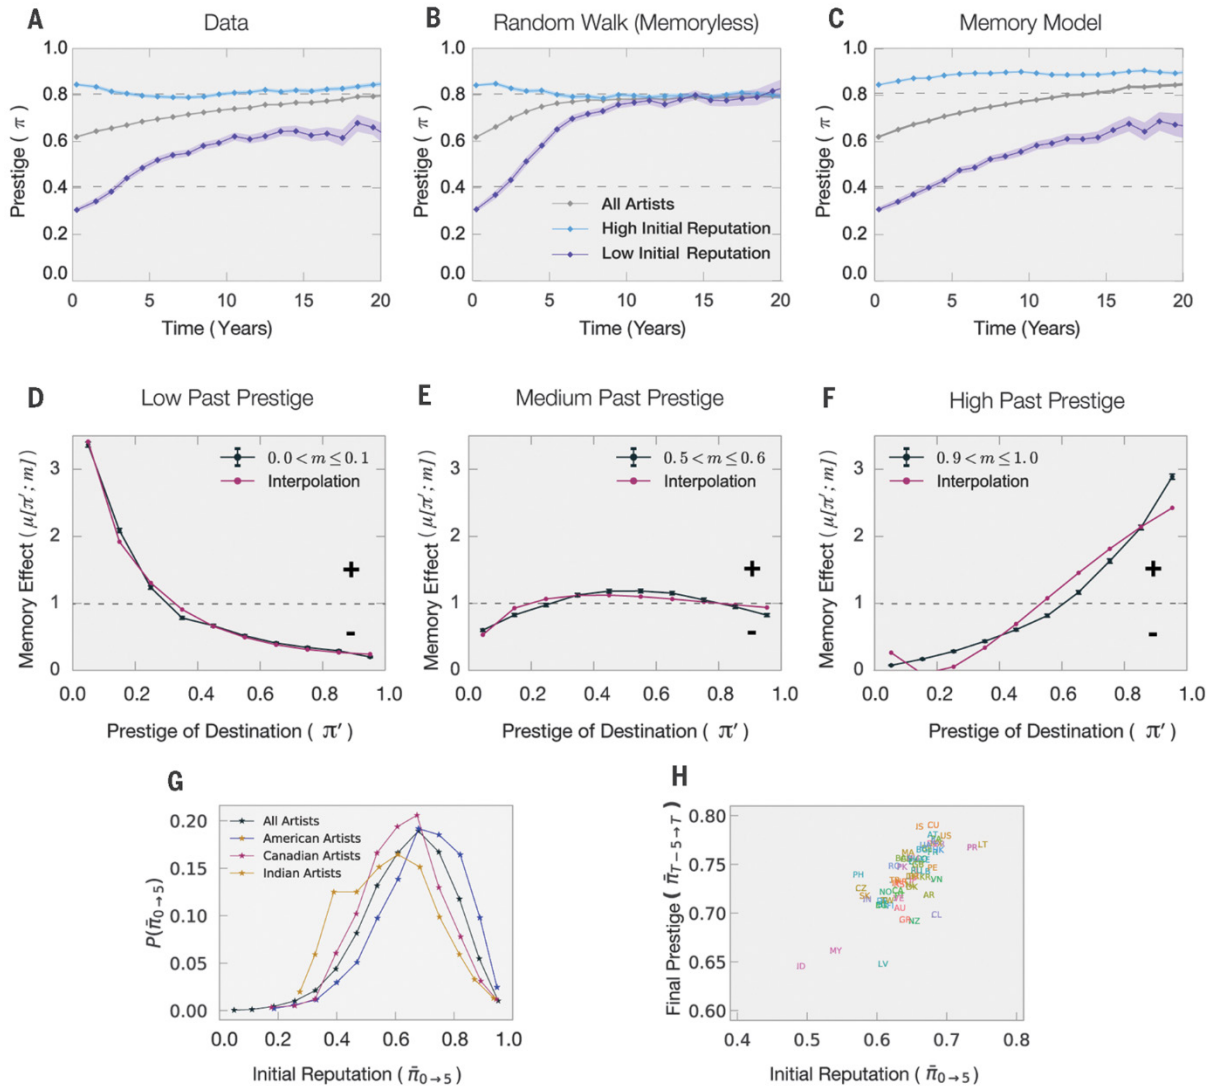 A
Data
Prestige ( π )
1.0
0.8
0.6
0.4
0.2
0.0
0
5
10
15
20
Time (Years)
B
Random Walk (Memoryless)
Prestige ( π )
1.0
0.8
0.6
0.4
0.2
0.0
All Artists
High Initial Reputation
Low Initial Reputation
0
5
10
15
20
Time (Years)
C
Memory Model
Prestige ( π )
1.0
0.8
0.6
0.4
0.2
0.0
0
5
10
15
20
Time (Years)
D
Low Past Prestige
Memory Effect ( μ[π′; m] )
3
2
1
0
0.0 < m ≤ 0.1
Interpolation
+
-
0.0
0.2
0.4
0.6
0.8
1.0
Prestige of Destination ( π′ )
E
Medium Past Prestige
Memory Effect ( μ[π′; m] )
3
2
1
0
0.5 < m ≤ 0.6
Interpolation
+
-
0.0
0.2
0.4
0.6
0.8
1.0
Prestige of Destination ( π′ )
F
High Past Prestige
Memory Effect ( μ[π′; m] )
3
2
1
0
0.9 < m ≤ 1.0
Interpolation
+
-
0.0
0.2
0.4
0.6
0.8
1.0
Prestige of Destination ( π′ )
G
P(π̄0→5)
0.20
0.15
0.10
0.05
0.00
All Artists
American Artists
Canadian Artists
Indian Artists
0.0
0.2
0.4
0.6
0.8
1.0
Initial Reputation ( π̄0→5 )
H
Final Prestige ( π̄T−5→T )
0.80
0.75
0.70
0.65
0.60
IS
CU
AT
US
PR
LT
MA
RO
PK
PE
PH
VN
CZ
SK
IN
NO
CA
AR
AU
CL
GR
NZ
MY
ID
LV
0.4
0.5
0.6
0.7
0.8
Initial Reputation ( π̄0→5 )